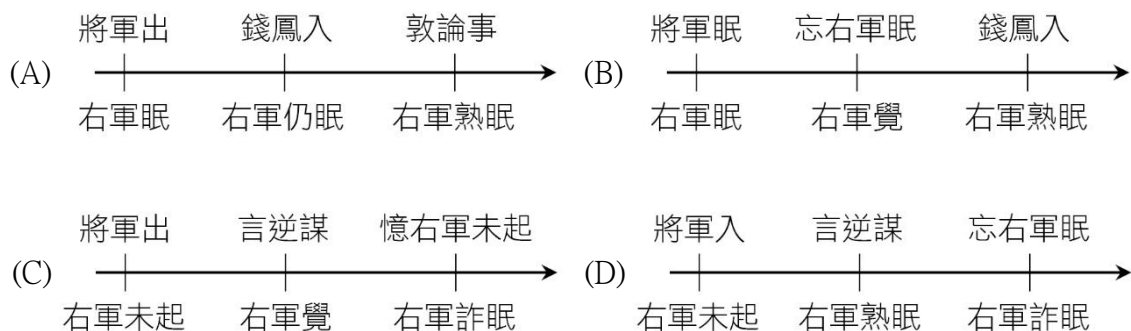 將軍出 錢鳳入 敦論事
(A)
右軍眠 右軍仍眠 右軍熟眠
將軍眠 忘右軍眠 錢鳳入
(B)
右軍眠 右軍覺 右軍熟眠
將軍出 言逆謀 憶右軍未起
(C)
右軍未起 右軍覺 右軍詐眠
將軍入 言逆謀 忘右軍眠
(D)
右軍未起 右軍熟眠 右軍詐眠